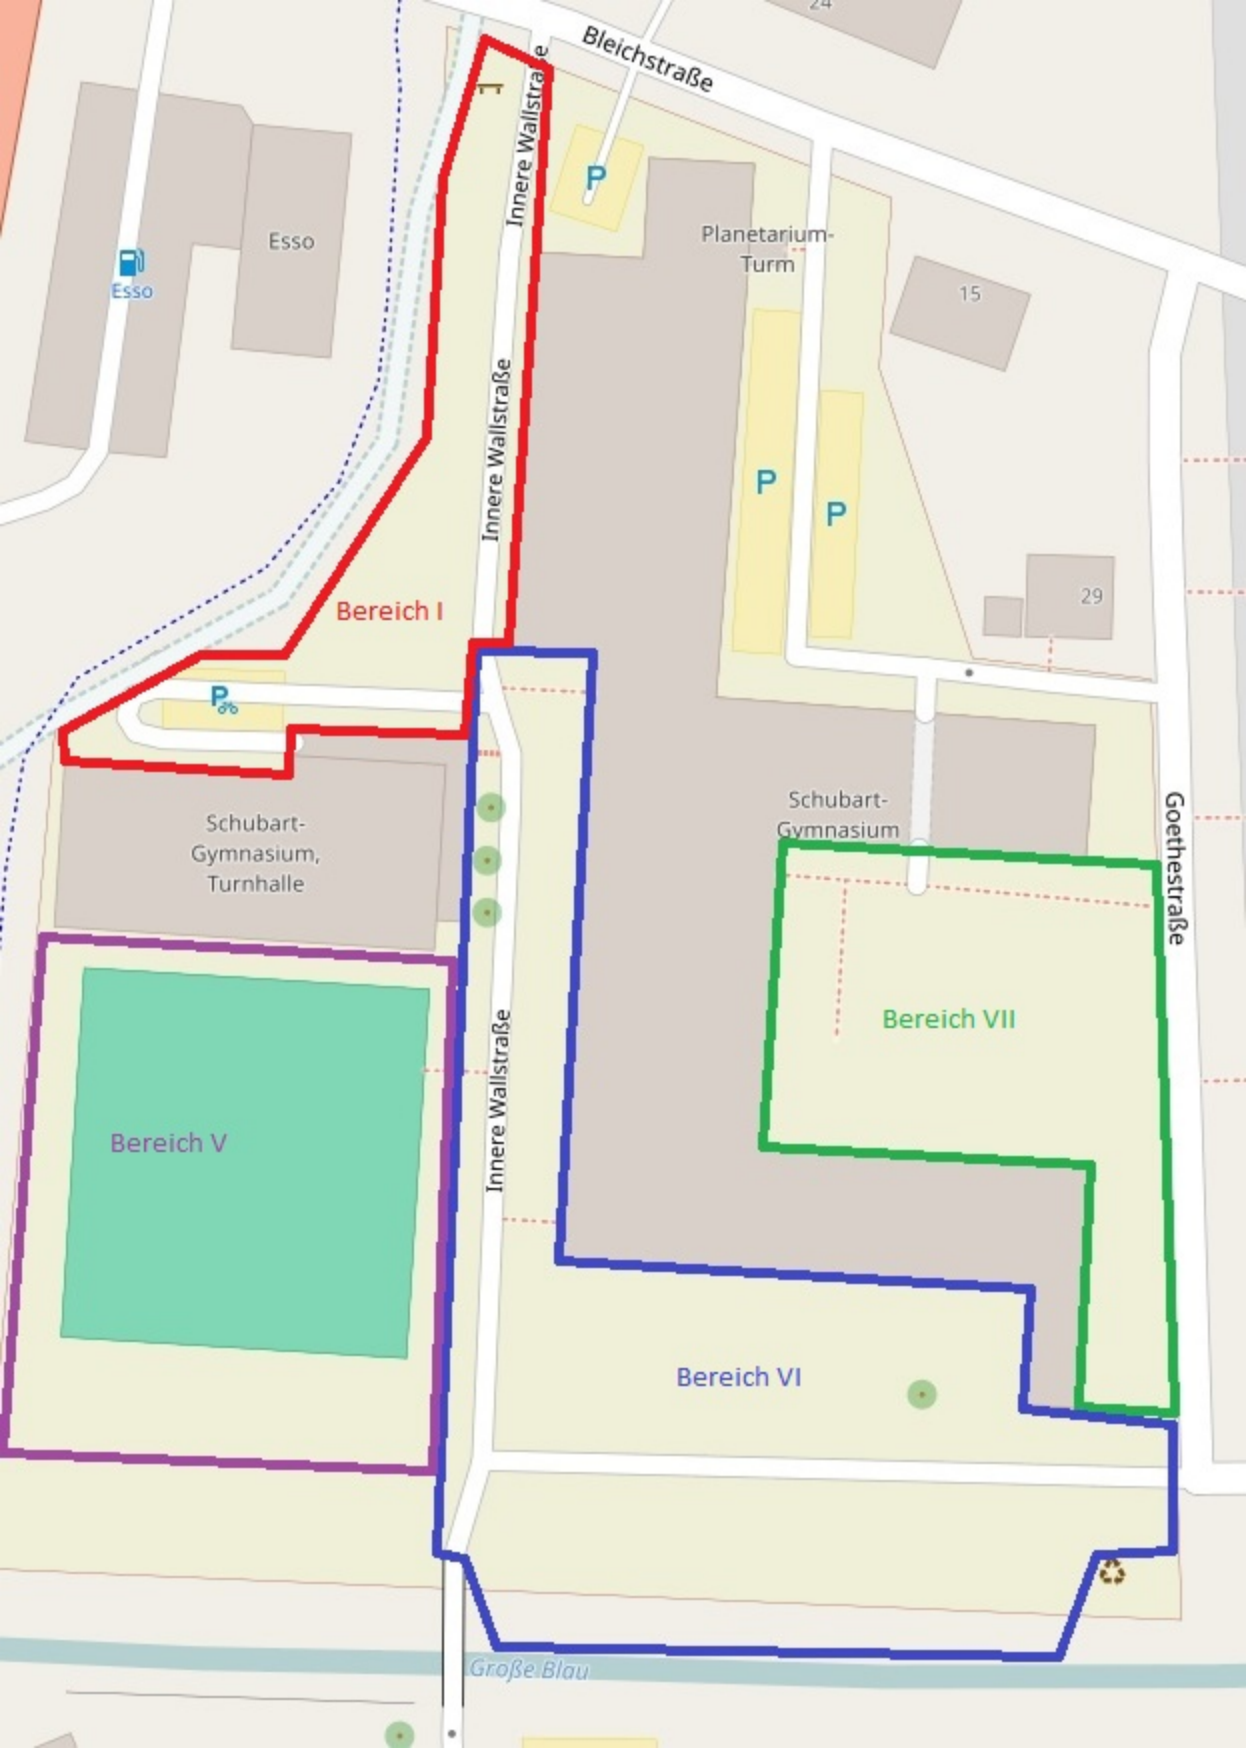 24
Bleichstraße
Innere Wallstraße
P
Planetarium-
Turm
15
Esso
Esso
Innere Wallstraße
P
P
29
Bereich I
P
Schubart-
Gymnasium
Goethestraße
Schubart-
Gymnasium,
Turnhalle
Bereich VII
Innere Wallstraße
Bereich V
Bereich VI
Große Blau